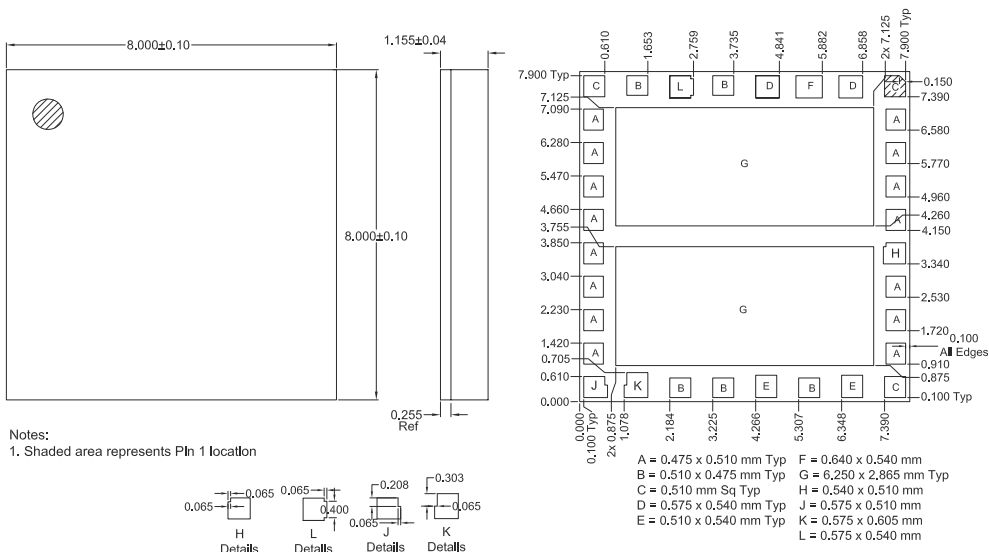 8.000±0.10
1.155±0.04
8.000±0.10
0.255
Ref
Notes:
1. Shaded area represents Pin 1 location
0.065
0.065
H
Details
0.065
0.400
L
Details
0.208
0.065
J
Details
0.303
0.065
K
Details
0.610
1.653
2.759
3.735
4.841
5.882
6.858
2x 7.125
7.900 Typ
7.900 Typ
7.125
7.090
6.280
5.470
4.660
3.755
3.850
3.040
2.230
1.420
0.705
0.610
0.000
C B L B D F D C
A A
A A
G
A A
A A
A H
A A
G
A A
A A
J K B B E B E C
0.150
7.390
6.580
5.770
4.960
4.260
4.150
3.340
2.530
1.720
0.100
All Edges
0.910
0.875
0.100 Typ
0.000
0.100 Typ
2x 0.875
1.078
2.184
3.225
4.266
5.307
6.348
7.390
A = 0.475 x 0.510 mm Typ
B = 0.510 x 0.475 mm Typ
C = 0.510 mm Sq Typ
D = 0.575 x 0.540 mm Typ
E = 0.510 x 0.540 mm Typ
F = 0.640 x 0.540 mm
G = 6.250 x 2.865 mm Typ
H = 0.540 x 0.510 mm
J = 0.575 x 0.510 mm
K = 0.575 x 0.605 mm
L = 0.575 x 0.540 mm